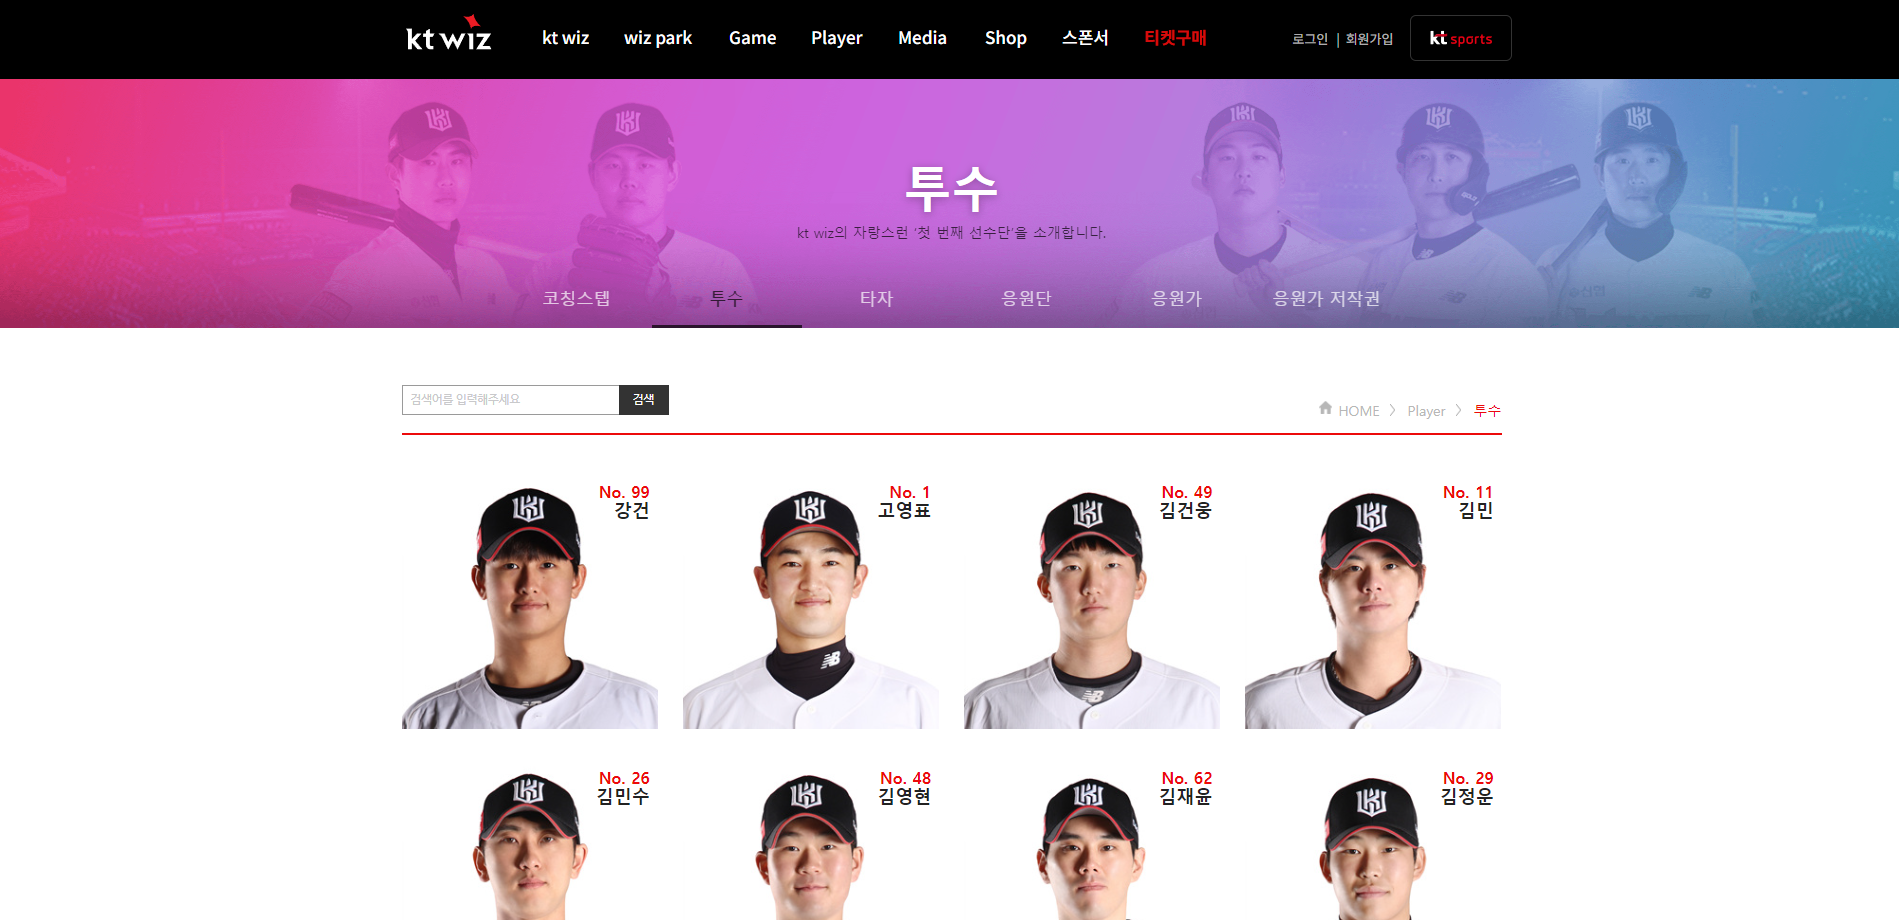 kt wiz
kt wiz
wiz park
Game
Player
Media
Shop
스폰서
티켓구매
로그인 | 회원가입
kt sports
투수
kt wiz의 자랑스런 '첫 번째 선수단'을 소개합니다.
코칭스텝
투수
타자
응원단
응원가
응원가 저작권
검색어를 입력해주세요
검색
HOME > Player > 투수
No. 99
강건
No. 1
고영표
No. 49
김건웅
No. 11
김민
No. 26
김민수
No. 48
김영현
No. 62
김재윤
No. 29
김정운